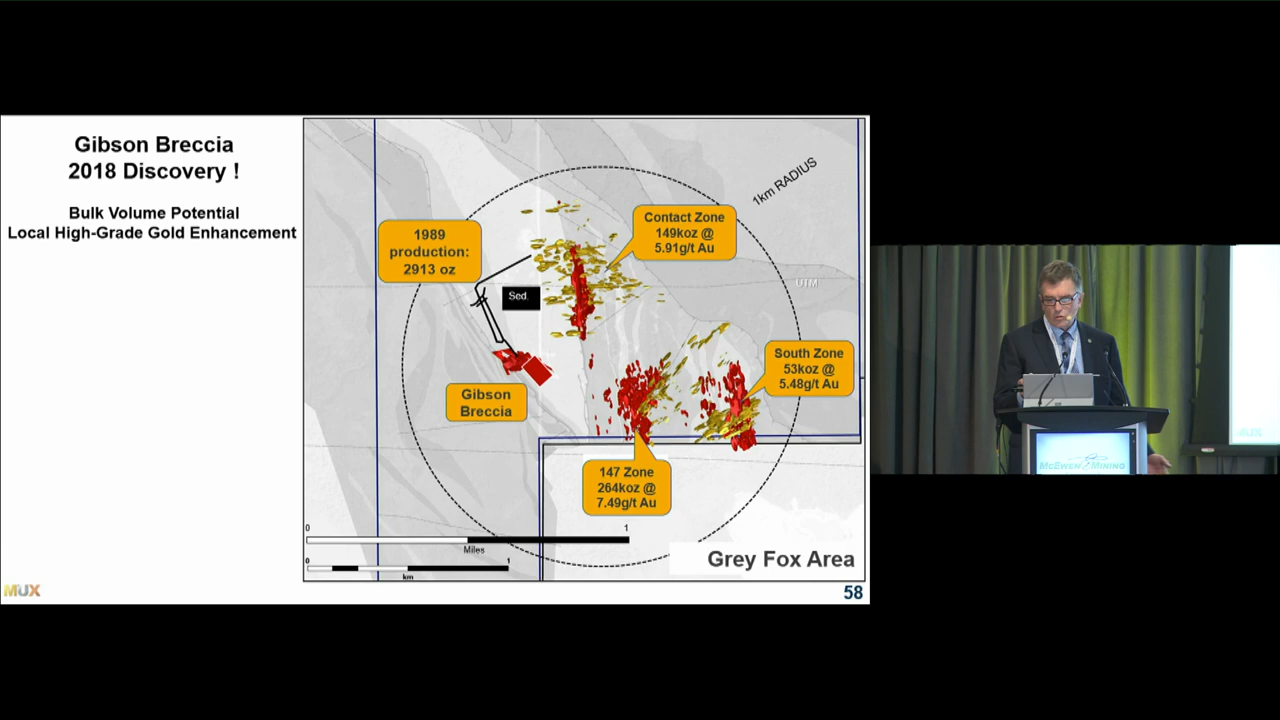 Gibson Breccia
2018 Discovery !
Bulk Volume Potential
Local High-Grade Gold Enhancement
1989
production:
2913 oz
Contact Zone
149koz @
5.91g/t Au
1km RADIUS
UTM
Sed.
South Zone
53koz @
5.48g/t Au
Gibson
Breccia
147 Zone
264koz @
7.49g/t Au
0
1
Miles
0
1
km
Grey Fox Area
MUX
58
McEwen Mining
MUX